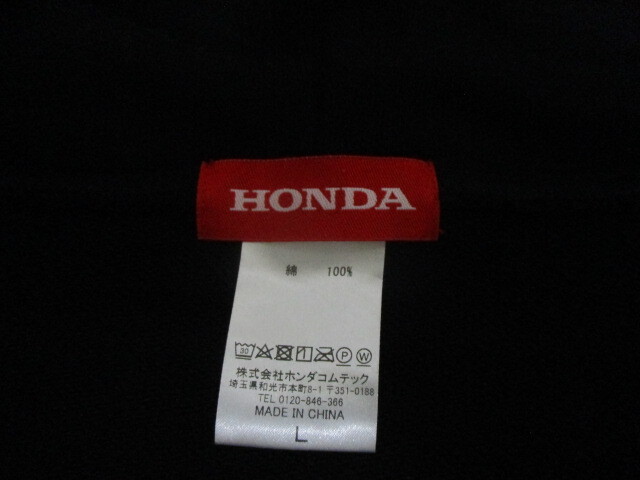 HONDA
綿 100%
30 P W
株式会社ホンダコムテック
埼玉県和光市本町8-1 〒351-0188
TEL 0120-846-366
MADE IN CHINA
L